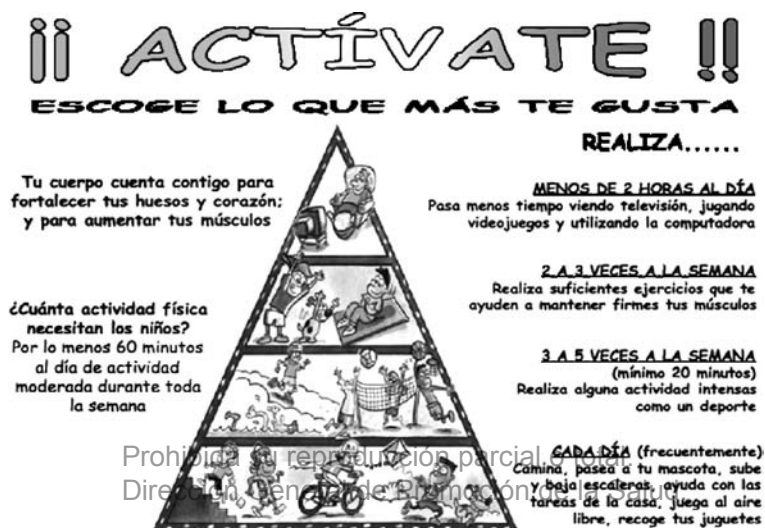 ¡¡ ACTÍVATE !!
ESCOGE LO QUE MÁS TE GUSTA
Tu cuerpo cuenta contigo para
fortalecer tus huesos y corazón;
y para aumentar tus músculos
¿Cuánta actividad física
necesitan los niños?
Por lo menos 60 minutos
al día de actividad
moderada durante toda
la semana
REALIZA......
MENOS DE 2 HORAS AL DÍA
Pasa menos tiempo viendo televisión, jugando
videojuegos y utilizando la computadora
2 A 3 VECES A LA SEMANA
Realiza suficientes ejercicios que te
ayuden a mantener firmes tus músculos
3 A 5 VECES A LA SEMANA
(mínimo 20 minutos)
Realiza alguna actividad intensas
como un deporte
CADA DÍA (frecuentemente)
Camina, pasea a tu mascota, sube
y baja escaleras, ayuda con las
tareas de la casa, juega al aire
libre, recoge tus juguetes
Prohibida su reproducción parcial o total.
Dirección General de Promoción de la Salud